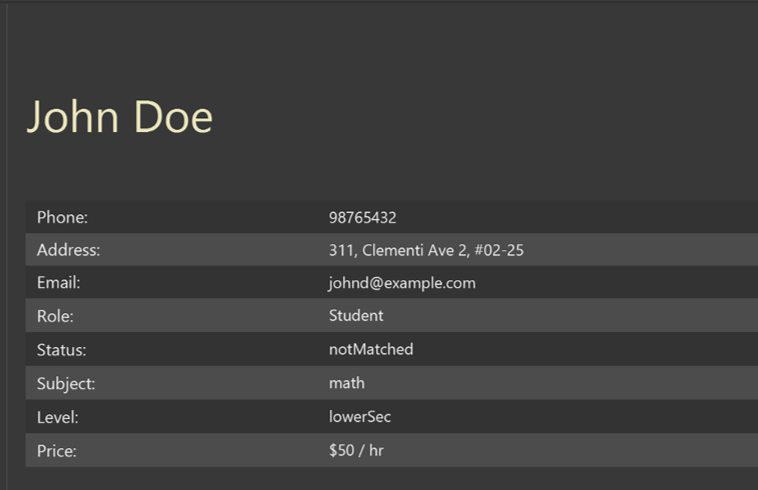 John Doe
Phone: 98765432
Address: 311, Clementi Ave 2, #02-25
Email: johnd@example.com
Role: Student
Status: notMatched
Subject: math
Level: lowerSec
Price: $50 / hr